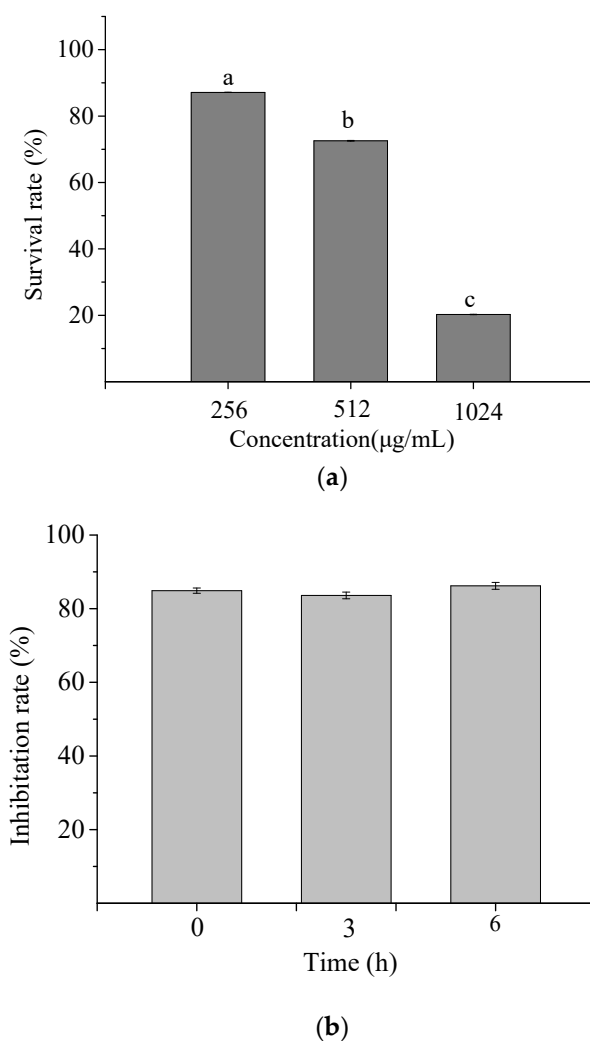 100
80
60
40
20
Survival rate (%)
a
b
c
256
512
1024
Concentration(μg/mL)
(a)
100
80
60
40
20
Inhibitation rate (%)
0
3
6
Time (h)
(b)